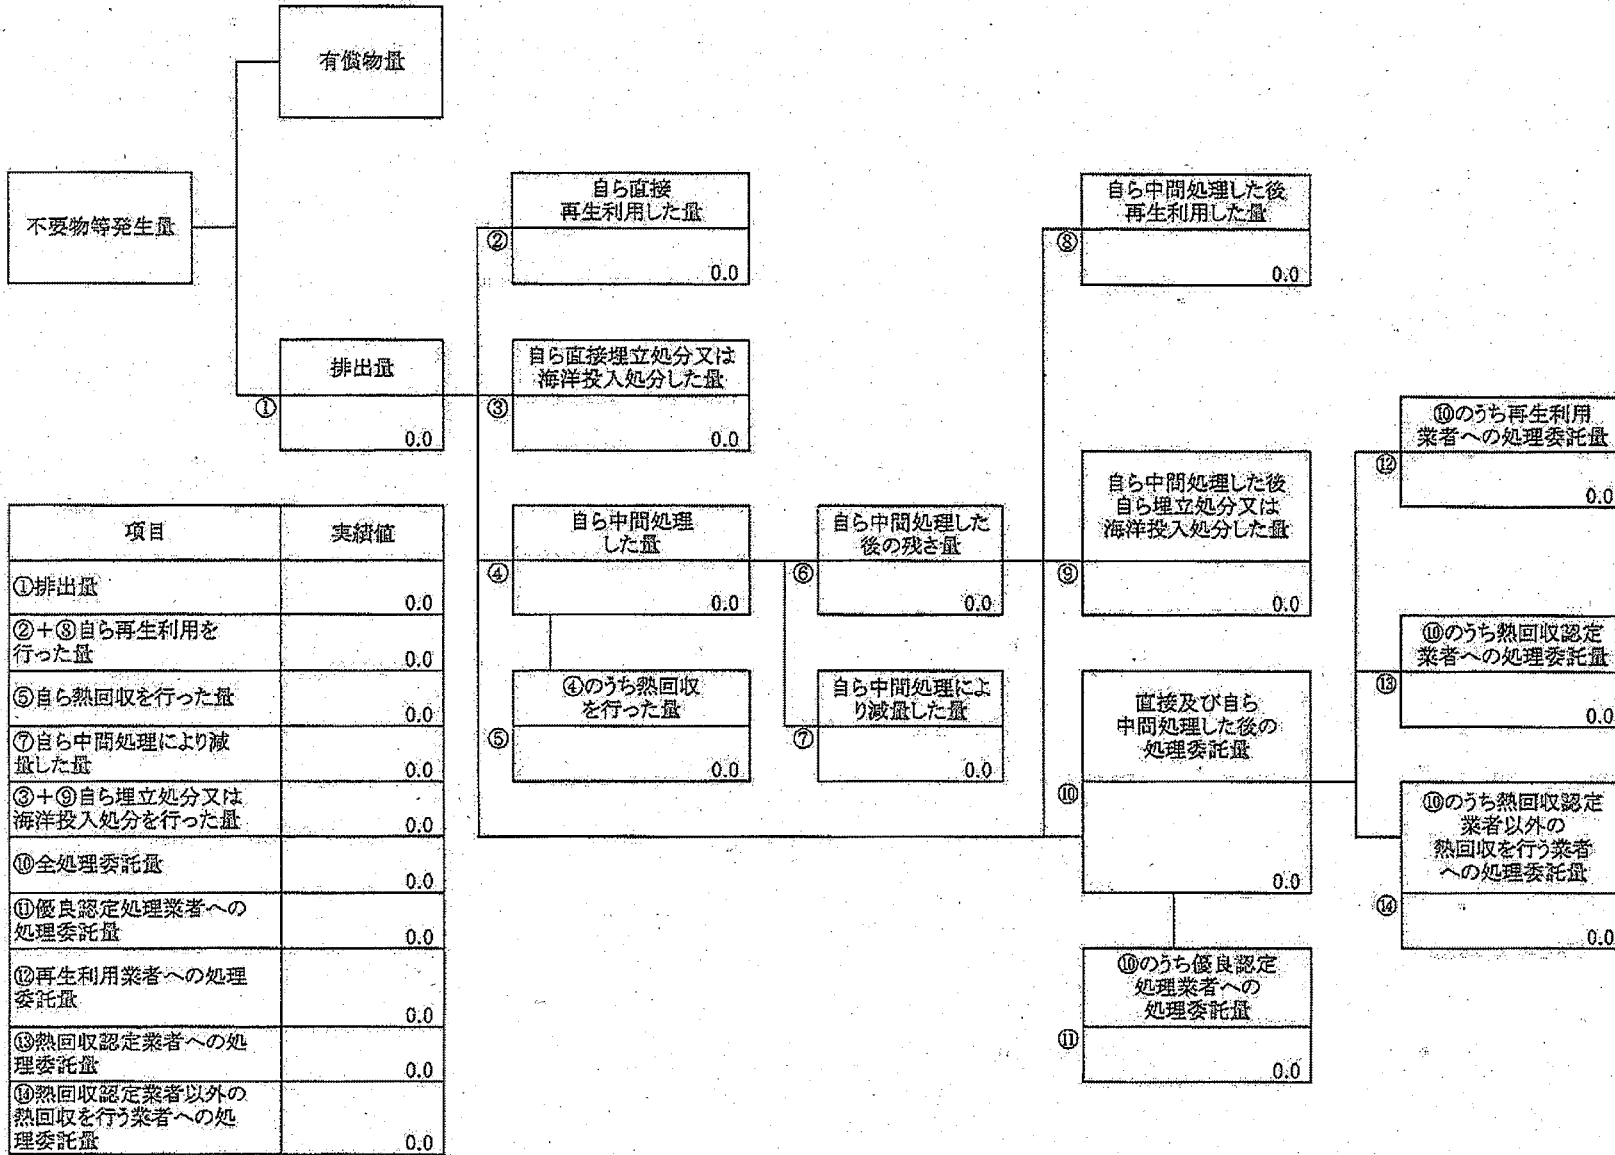 有償物量
不要物等発生量
排出量
①
0.0
自ら直接
再生利用した量
②
0.0
自ら直接埋立処分又は
海洋投入処分した量
③
0.0
自ら中間処理
した量
④
0.0
④のうち熱回収
を行った量
⑤
0.0
自ら中間処理した
後の残さ量
⑥
0.0
自ら中間処理によ
り減量した量
⑦
0.0
自ら中間処理した後
再生利用した量
⑧
0.0
自ら中間処理した後
自ら埋立処分又は
海洋投入処分した量
⑨
0.0
直接及び自ら
中間処理した後の
処理委託量
⑩
0.0
⑩のうち優良認定
処理業者への
処理委託量
⑪
0.0
⑩のうち再生利用
業者への処理委託量
⑫
0.0
⑩のうち熱回収認定
業者への処理委託量
⑬
0.0
⑩のうち熱回収認定
業者以外の
熱回収を行う業者
への処理委託量
⑭
0.0
項目 実績値
①排出量
0.0
②+⑧自ら再生利用を
行った量
0.0
⑤自ら熱回収を行った量
0.0
⑦自ら中間処理により減
量した量
0.0
③+⑨自ら埋立処分又は
海洋投入処分を行った量
0.0
⑩全処理委託量
0.0
⑪優良認定処理業者への
処理委託量
0.0
⑫再生利用業者への処理
委託量
0.0
⑬熱回収認定業者への処
理委託量
0.0
⑭熱回収認定業者以外の
熱回収を行う業者への処
理委託量
0.0